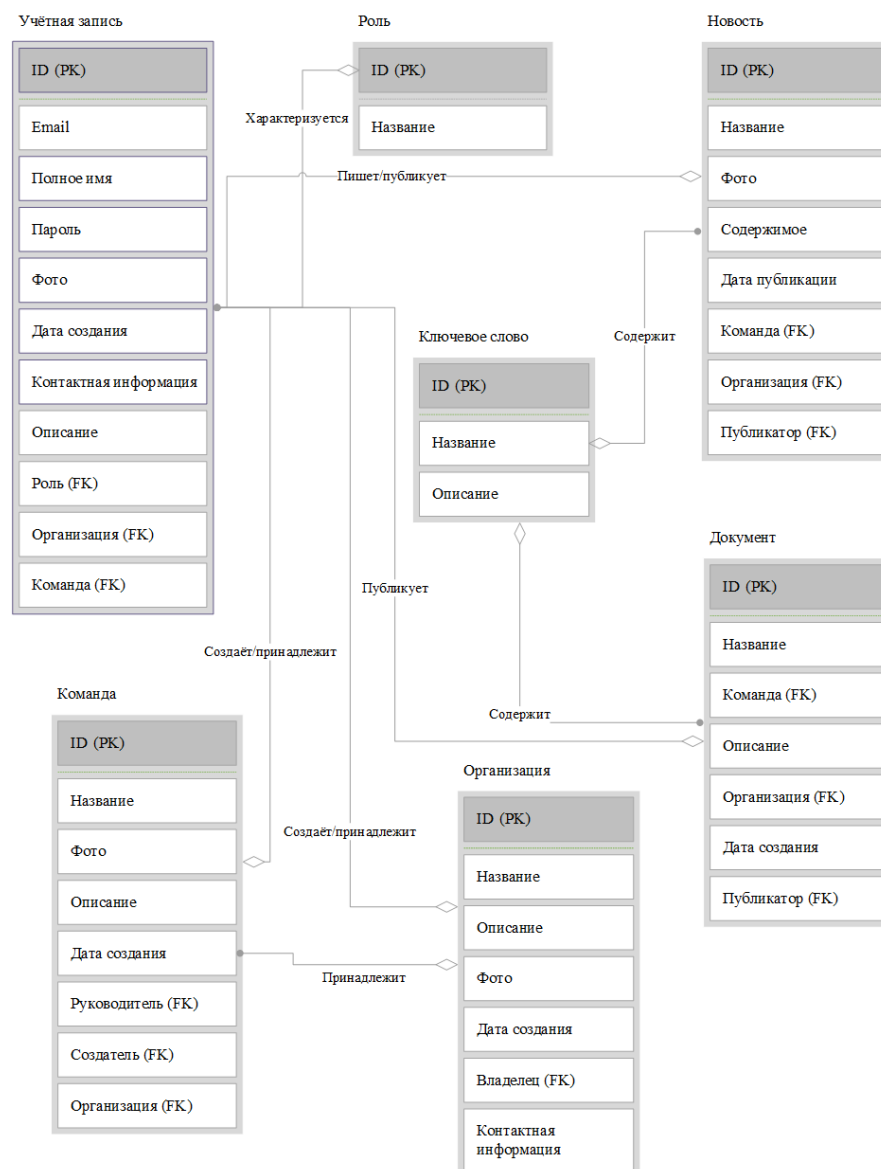 Учётная запись
ID (PK)
Email
Полное имя
Пароль
Фото
Дата создания
Контактная информация
Описание
Роль (FK)
Организация (FK)
Команда (FK)
Роль
ID (PK)
Название
Характеризуется
Пишет/публикует
Новость
ID (PK)
Название
Фото
Содержимое
Дата публикации
Команда (FK)
Организация (FK)
Публикатор (FK)
Содержит
Ключевое слово
ID (PK)
Название
Описание
Публикует
Создаёт/принадлежит
Содержит
Документ
ID (PK)
Название
Команда (FK)
Описание
Организация (FK)
Дата создания
Публикатор (FK)
Команда
ID (PK)
Название
Фото
Описание
Дата создания
Руководитель (FK)
Создатель (FK)
Организация (FK)
Создаёт/принадлежит
Принадлежит
Организация
ID (PK)
Название
Описание
Фото
Дата создания
Владелец (FK)
Контактная
информация